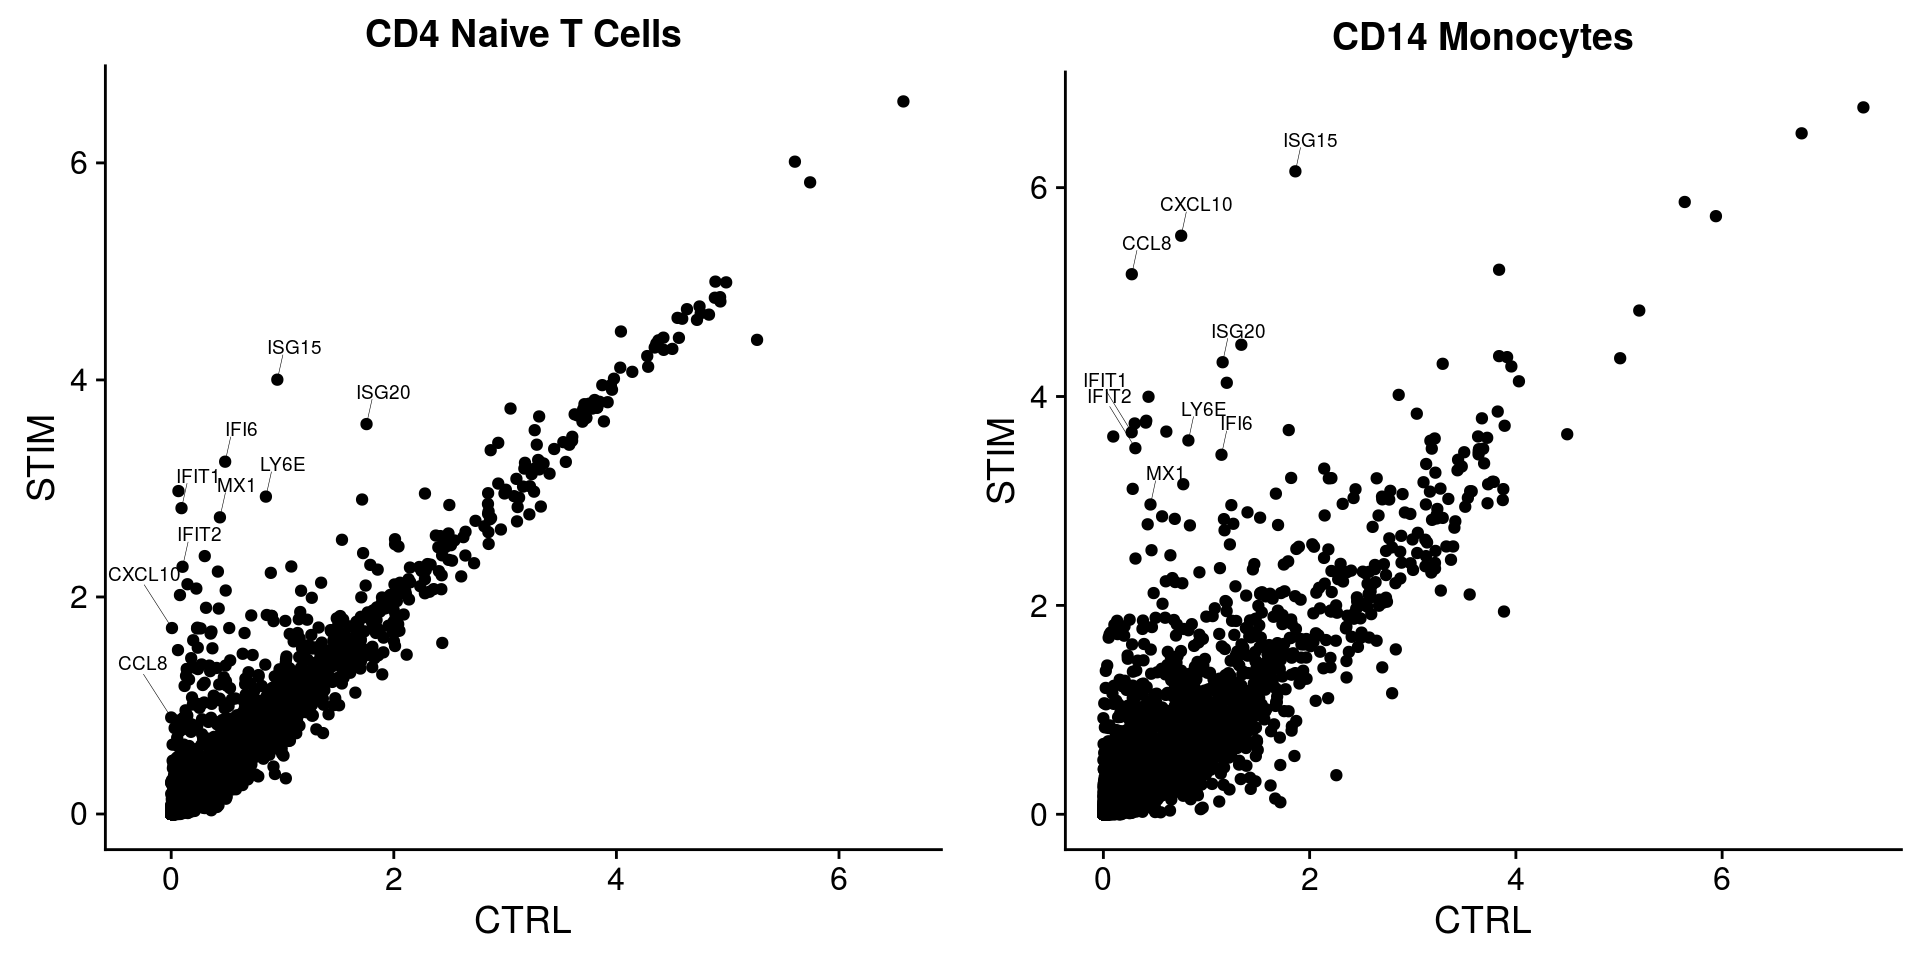 CD4 Naive T Cells
STIM
6
4
2
0
ISG15
ISG20
IFI6
LY6E
IFIT1
MX1
IFIT2
CXCL10
CCL8
0 2 4 6
CTRL
CD14 Monocytes
STIM
6
4
2
0
ISG15
CXCL10
CCL8
ISG20
IFIT1
IFIT2
LY6E
IFI6
MX1
0 2 4 6
CTRL